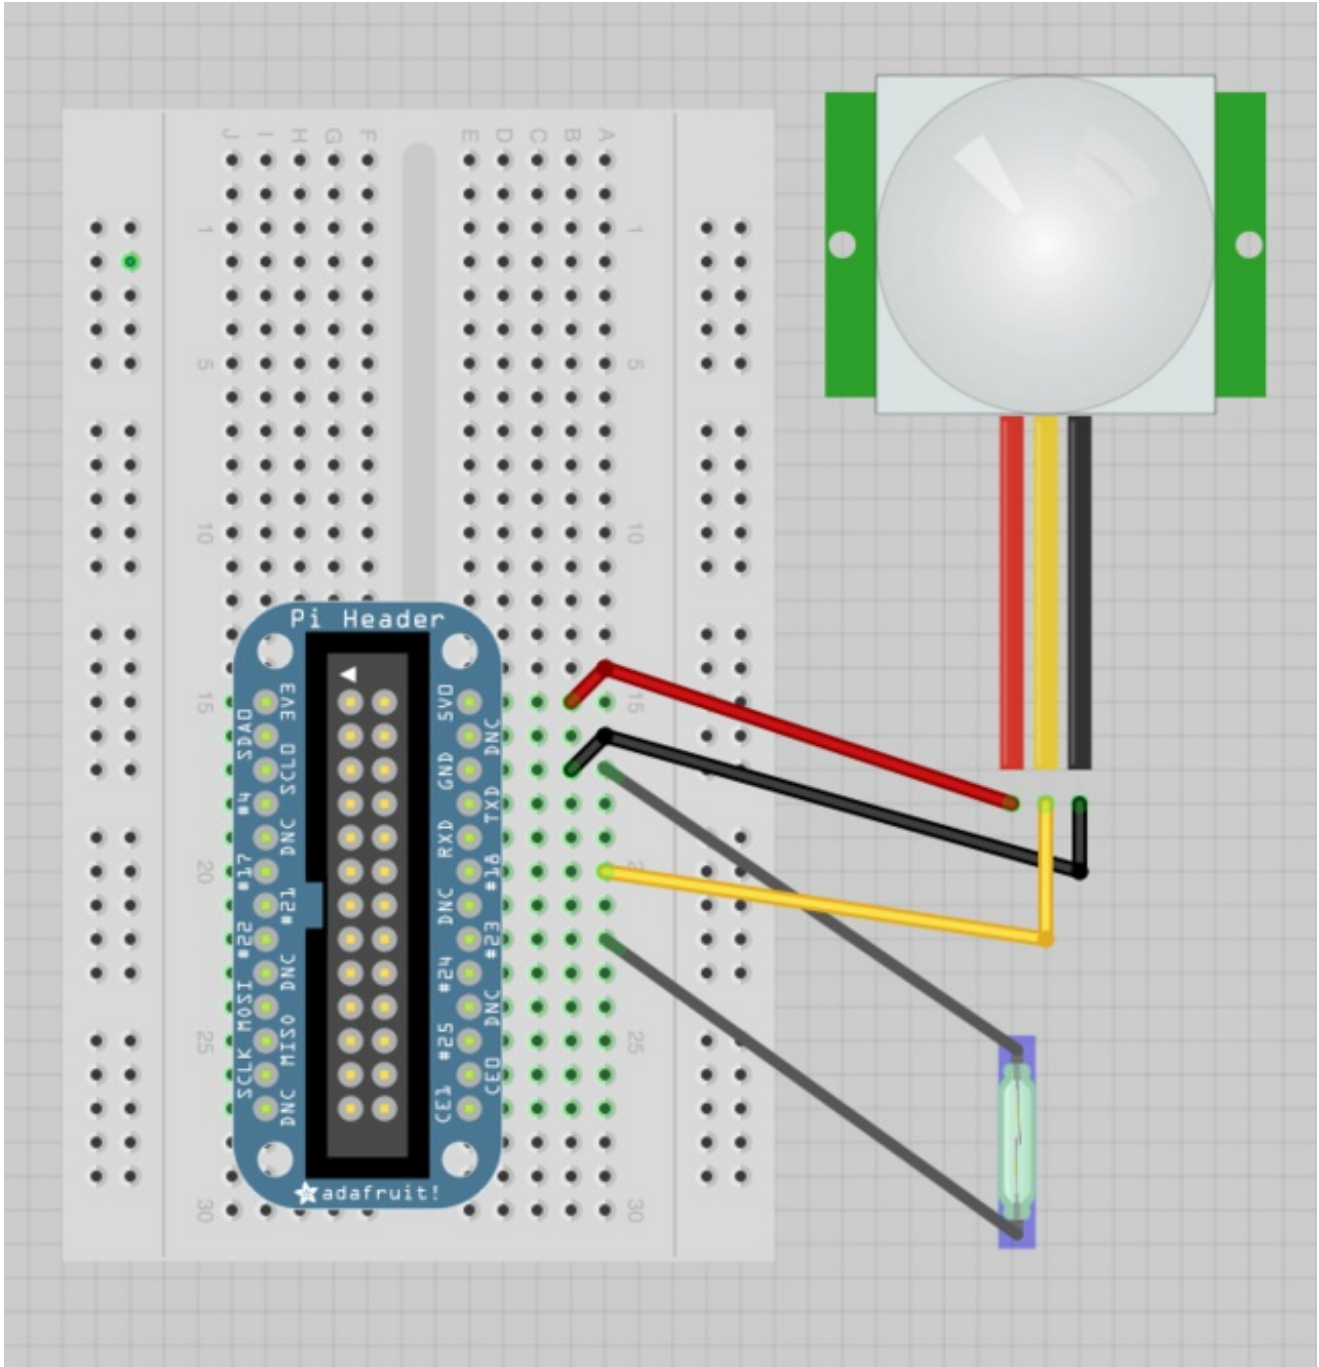 J I H G F E D C B A
1 1
5 5
10 10
Pi Header
15 3V3 5V0 15
SDA0 DNC
SCL0 GND
#4 TXD
DNC RXD
20 #17 #18 2
#21 DNC
#22 #23
DNC #24
MOSI DNC
25 MISO #25 25
SCLK CE0
DNC CE1
adafruit!
30 30